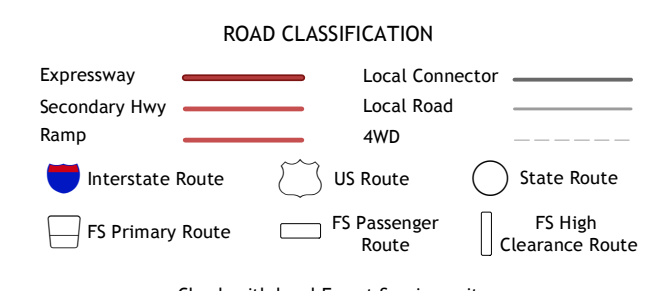 ROAD CLASSIFICATION
Expressway
Local Connector
Secondary Hwy
Local Road
Ramp
4WD
Interstate Route
US Route
State Route
FS Primary Route
FS Passenger
Route
FS High
Clearance Route